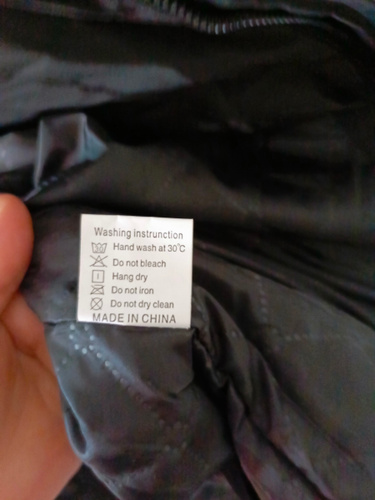 Washing instrunction
Hand wash at 30℃
Do not bleach
Hang dry
Do not iron
Do not dry clean
MADE IN CHINA